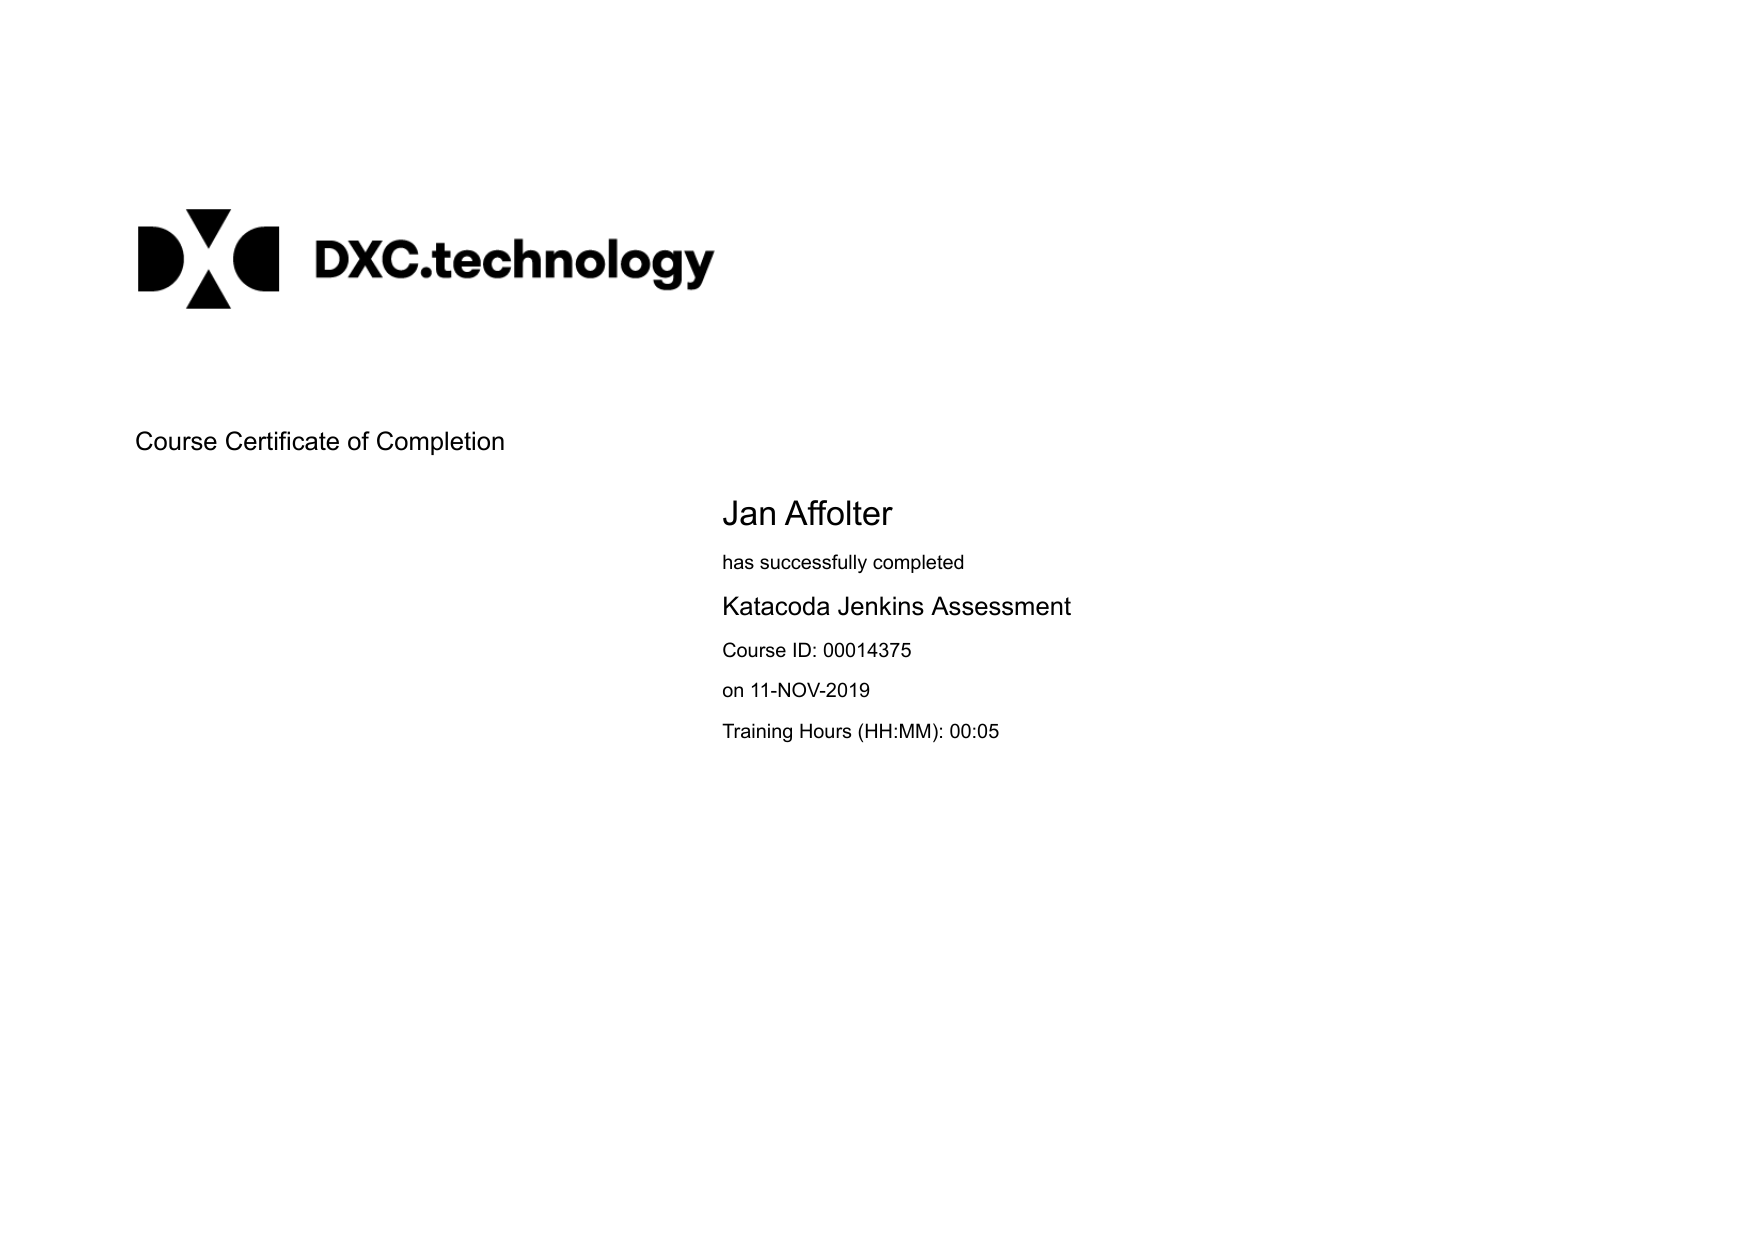 DXC.technology
Course Certificate of Completion
Jan Affolter
has successfully completed
Katacoda Jenkins Assessment
Course ID: 00014375
on 11-NOV-2019
Training Hours (HH:MM): 00:05